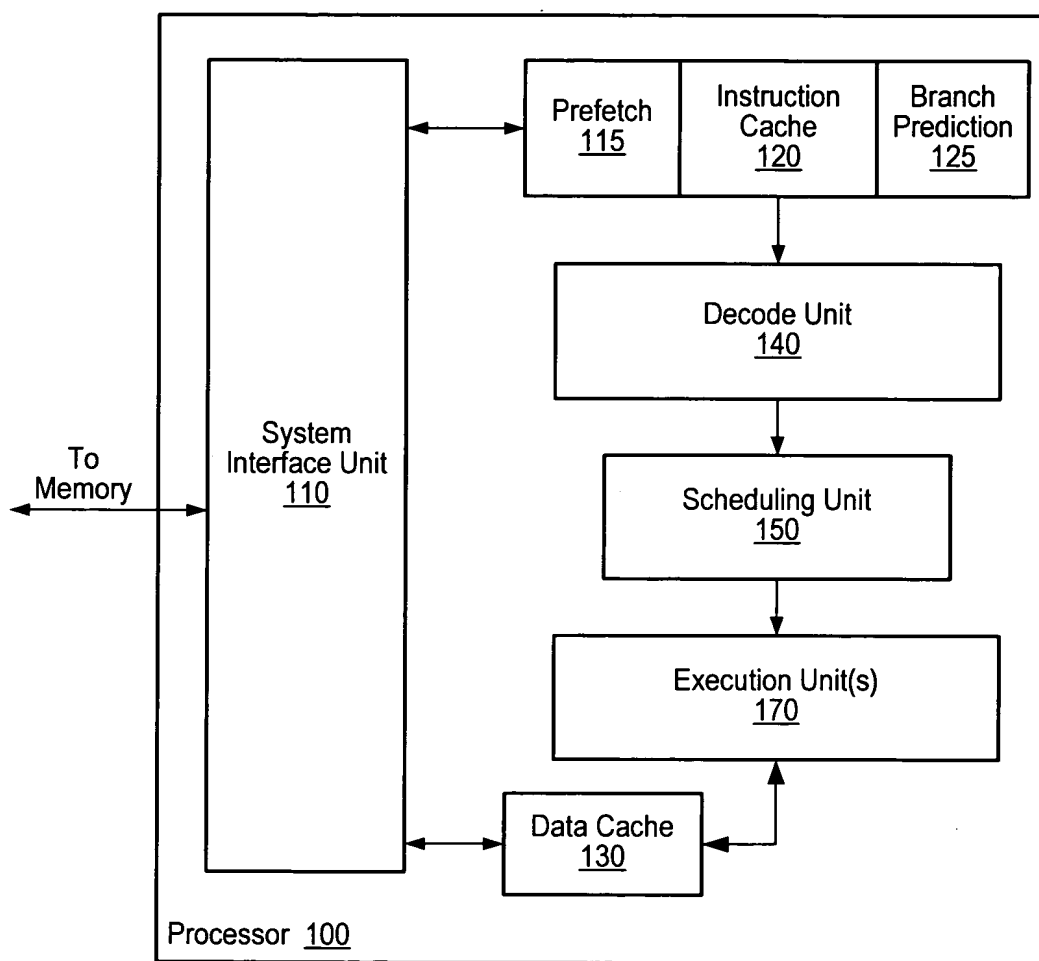 Prefetch
115
Instruction
Cache
120
Branch
Prediction
125
Decode Unit
140
System
Interface Unit
110
To
Memory
Scheduling Unit
150
Execution Unit(s)
170
Data Cache
130
Processor 100